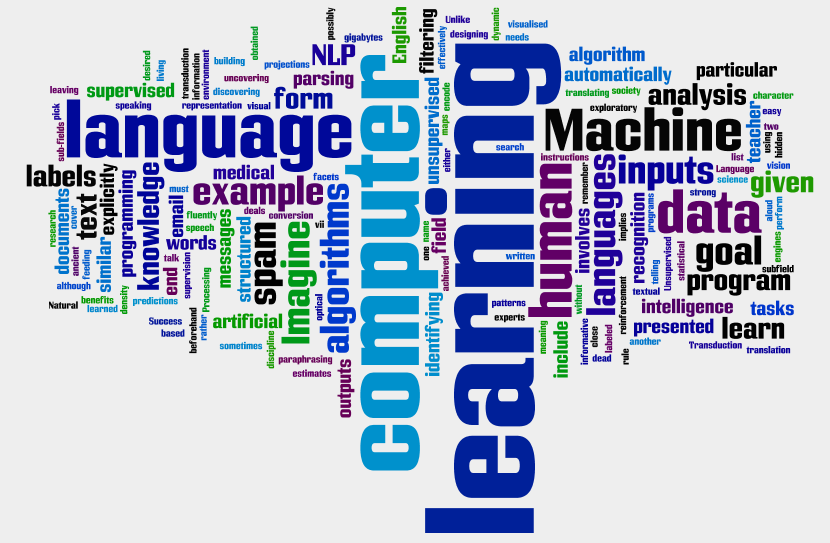 possibly
English
filtering
Unlike
dynamic
visualised
gigabytes
designing
needs
effectively
NLP
transduction
information
environment
building
obtained
projections
desired
living
leaving
supervised
uncovering
parsing
discovering
form
speaking
representation
visual
pick
sub-fields
language
computer
learning
unsupervised
maps
encode
either
search
algorithm
automatically
particular
translating
society
analysis
character
exploratory
Machine
teacher
easy
two
using
hidden
list
Language
vision
science
instructions
labels
medical
facets
knowledge
must
example
email
fluently
deals
conversion
speech
vii
words
talk
end
supervision
messages
structured
spam
Imagine
algorithms
optical
documents
research
cover
text
explicitly
programming
ancient
feeding
similar
although
Natural
benefits
learned
density
predictions
Processing
Success
based
beforehand
rather
artificial
sometimes
discipline
paraphrasing
estimates
outputs
one
name
field
achieved
identifying
written
patterns
experts
human
remember
languages
inputs
involves
without
implies
recognition
programs
strong
data
given
aloud
perform
engines
goal
telling
Unsupervised
statistical
subfield
program
textual
reinforcement
intelligence
tasks
presented
learn
meaning
include
informative
close
dead
labeled
rule
another
Transduction
translation